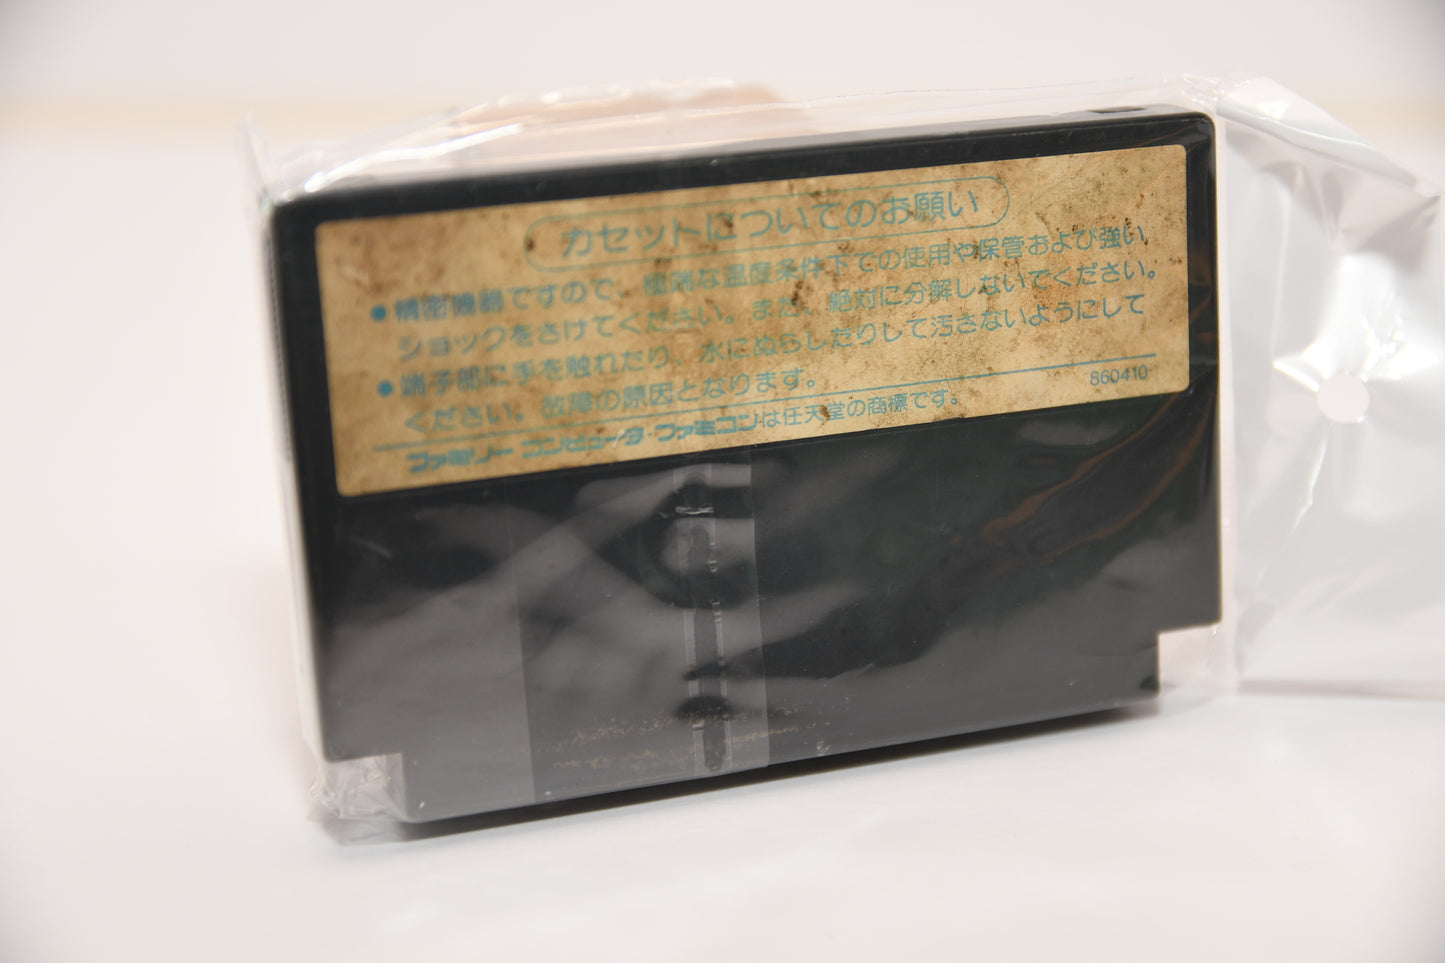 カセットについてのお願い
●精密機器ですので、極端な温度条件下での使用や保管および強い
ショックをさけてください。また、絶対に分解しないでください。
●端子部に手を触れたり、水にぬらしたりして汚さないようにして
ください。故障の原因となります。
860410
ファミリーコンピュータ・ファミコンは任天堂の商標です。